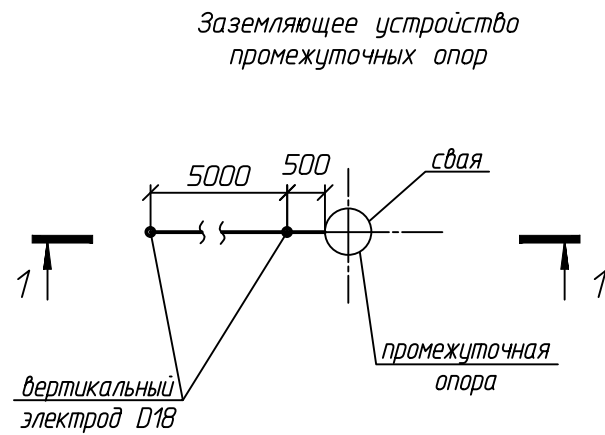 Заземляющее устройство
промежуточных опор
5000
500
свая
1
1
промежуточная
опора
вертикальный
электрод D18